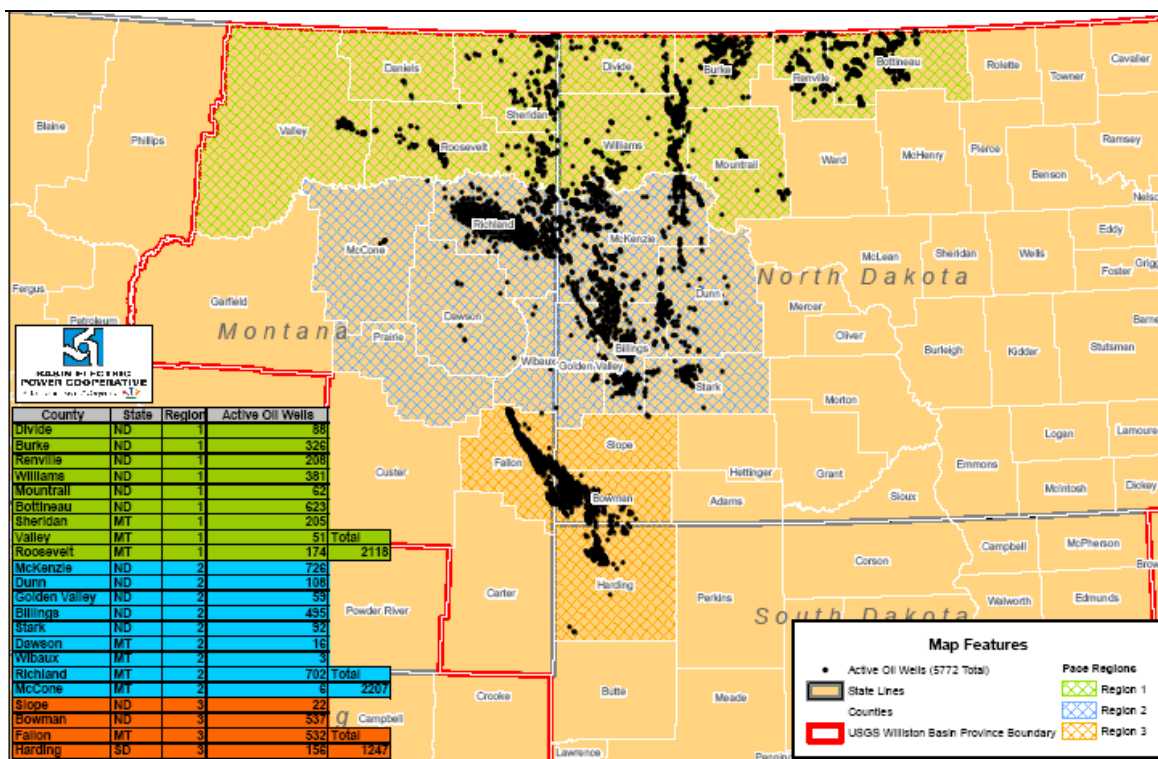 Cavalier
Daniels
Divide
Burke
Bottineau
Rolette
Towner
Renville
Sheridan
Blaine
Phillips
Valley
Roosevelt
Williams
Mountrail
Ward
McHenry
Pierce
Ramsey
Benson
Nelso
Richland
McKenzie
McCone
McLean
Sheridan
Wells
Eddy
Foster
Grig
Fergus
Petroleum
Garfield
Montana
Dawson
Prairie
Wibaux
Dunn
North Dakota
Mercer
Oliver
Billings
Golden Valley
Stark
Burleigh
Kidder
Stutsman
Barne
Morton
BASIN ELECTRIC
POWER COOPERATIVE
Custer
Fallon
Slope
Bowman
Hettinger
Adams
Grant
Sioux
Emmons
Logan
Lamoure
McIntosh
Dickey
County State Region Active Oil Wells
Divide ND 1 88
Burke ND 1 326
Renville ND 1 208
Williams ND 1 381
Mountrail ND 1 62
Bottineau ND 1 623
Sheridan MT 1 205
Valley MT 1 51 Total
Roosevelt MT 1 174 2118
McKenzie ND 2 726
Dunn ND 2 108
Golden Valley ND 2 59
Billings ND 2 495
Stark ND 2 92
Dawson MT 2 16
Wibaux MT 2 3
Richland MT 2 702 Total
McCone MT 2 6 2207
Slope ND 3 22
Bowman ND 3 537
Fallon MT 3 532 Total
Harding SD 3 156 1247
Powder River
Carter
Harding
Perkins
Corson
Campbell
McPherson
Brow
Walworth
Edmunds
South Dakota
g
Campbell
Crooke
Butte
Meade
Lawrence
Map Features
Active Oil Wells (5772 Total)
State Lines
Counties
USGS Williston Basin Province Boundary
Pace Regions
Region 1
Region 2
Region 3